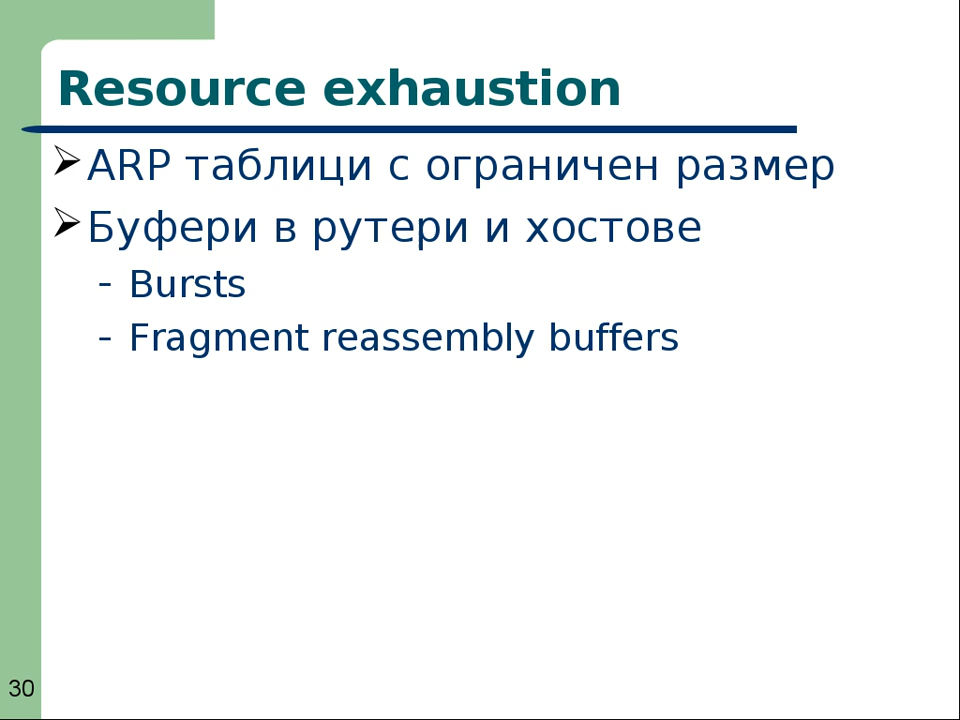 Resource exhaustion
ARP таблици с ограничен размер
Буфери в рутери и хостове
- Bursts
- Fragment reassembly buffers
30